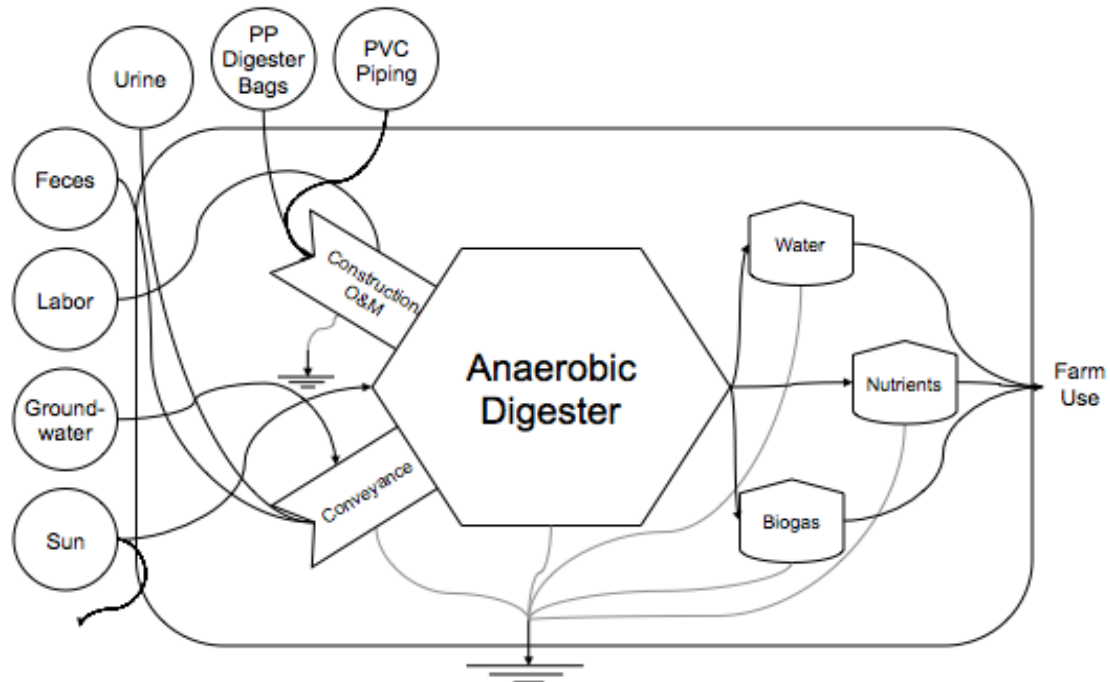 PP
Digester
Bags
PVC
Piping
Urine
Feces
Labor
Ground-
water
Sun
Construction,
O&M
Conveyance
Anaerobic
Digester
Water
Nutrients
Biogas
Farm
Use